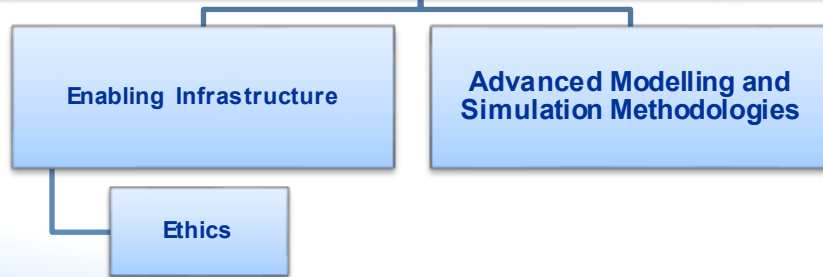 Enabling Infrastructure
Advanced Modelling and
Simulation Methodologies
Ethics